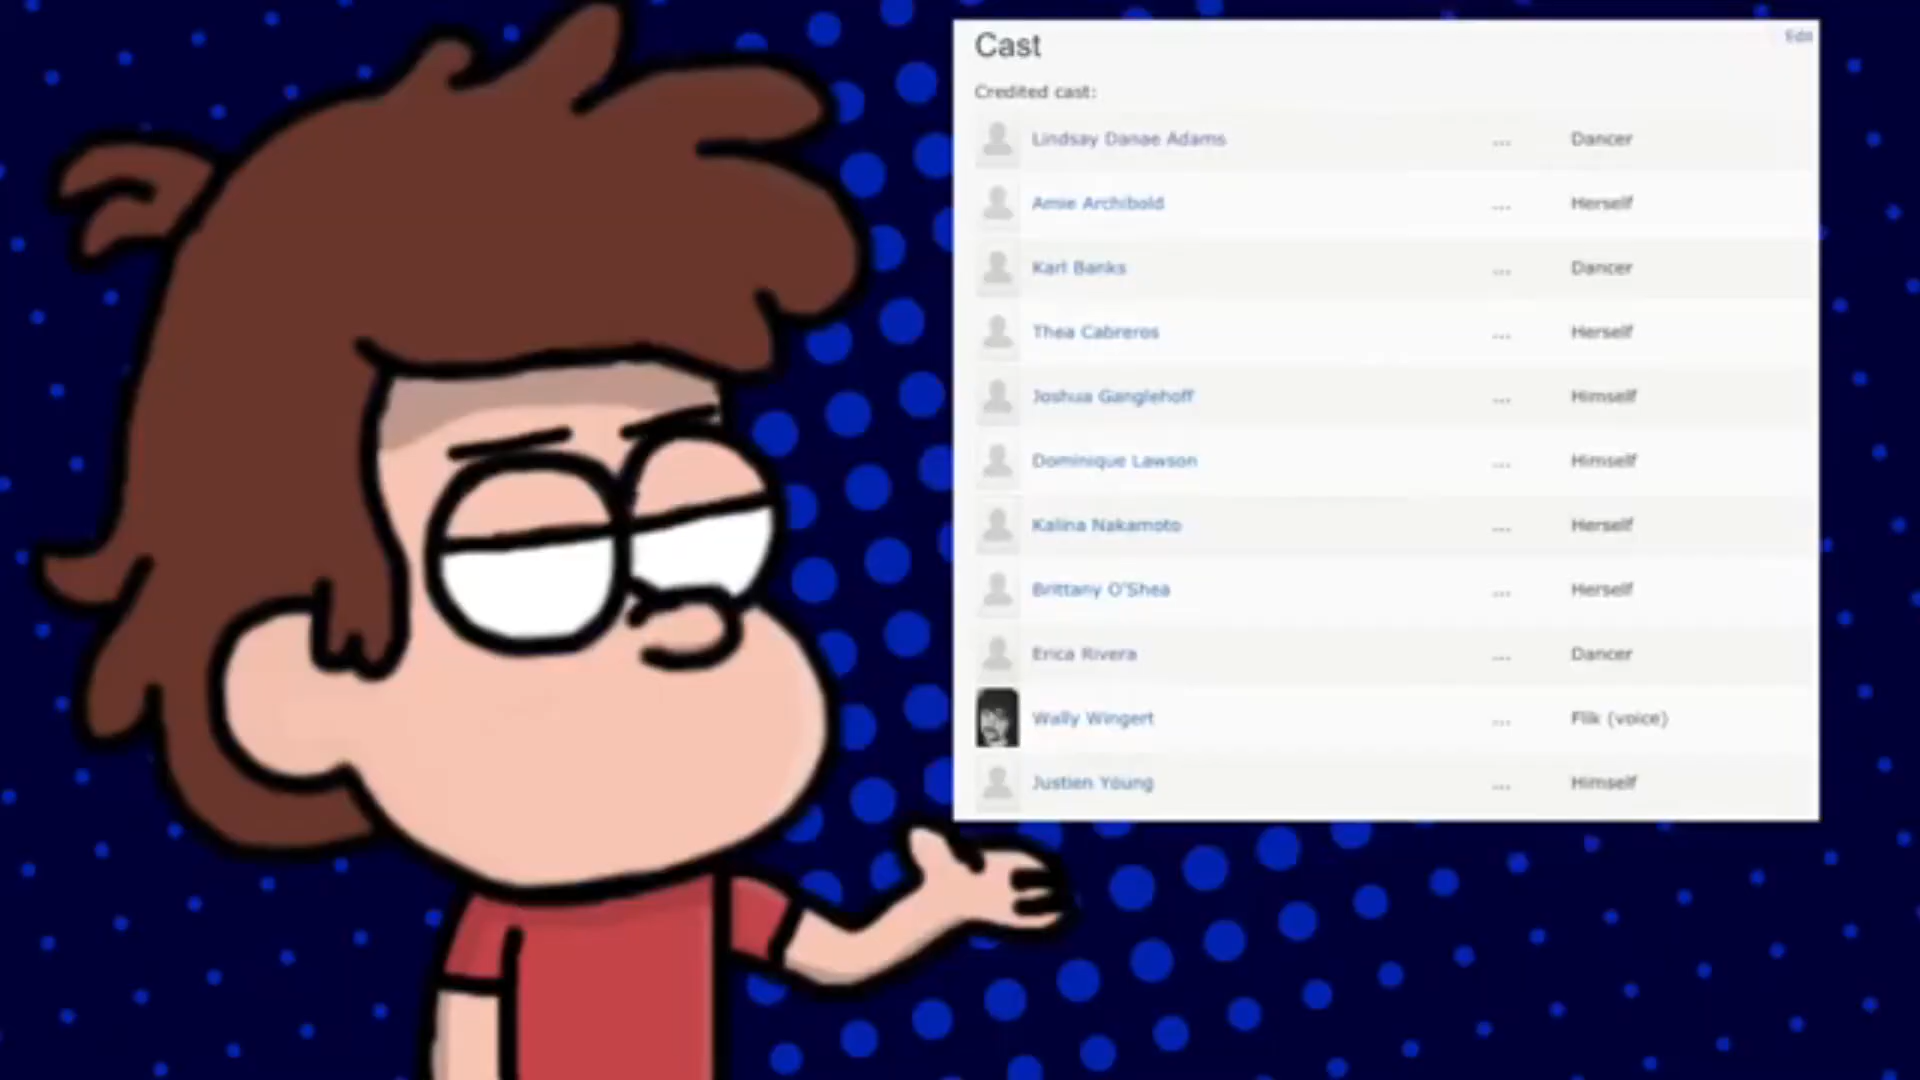 Cast
Edit
Credited cast:
Lindsay Danae Adams ... Dancer
Amie Archibold ... Herself
Karl Banks ... Dancer
Thea Cabreros ... Herself
Joshua Ganglehoff ... Himself
Dominique Lawson ... Himself
Kalina Nakamoto ... Herself
Brittany O'Shea ... Herself
Erica Rivera ... Dancer
Wally Wingert ... Flik (voice)
Justien Young ... Himself